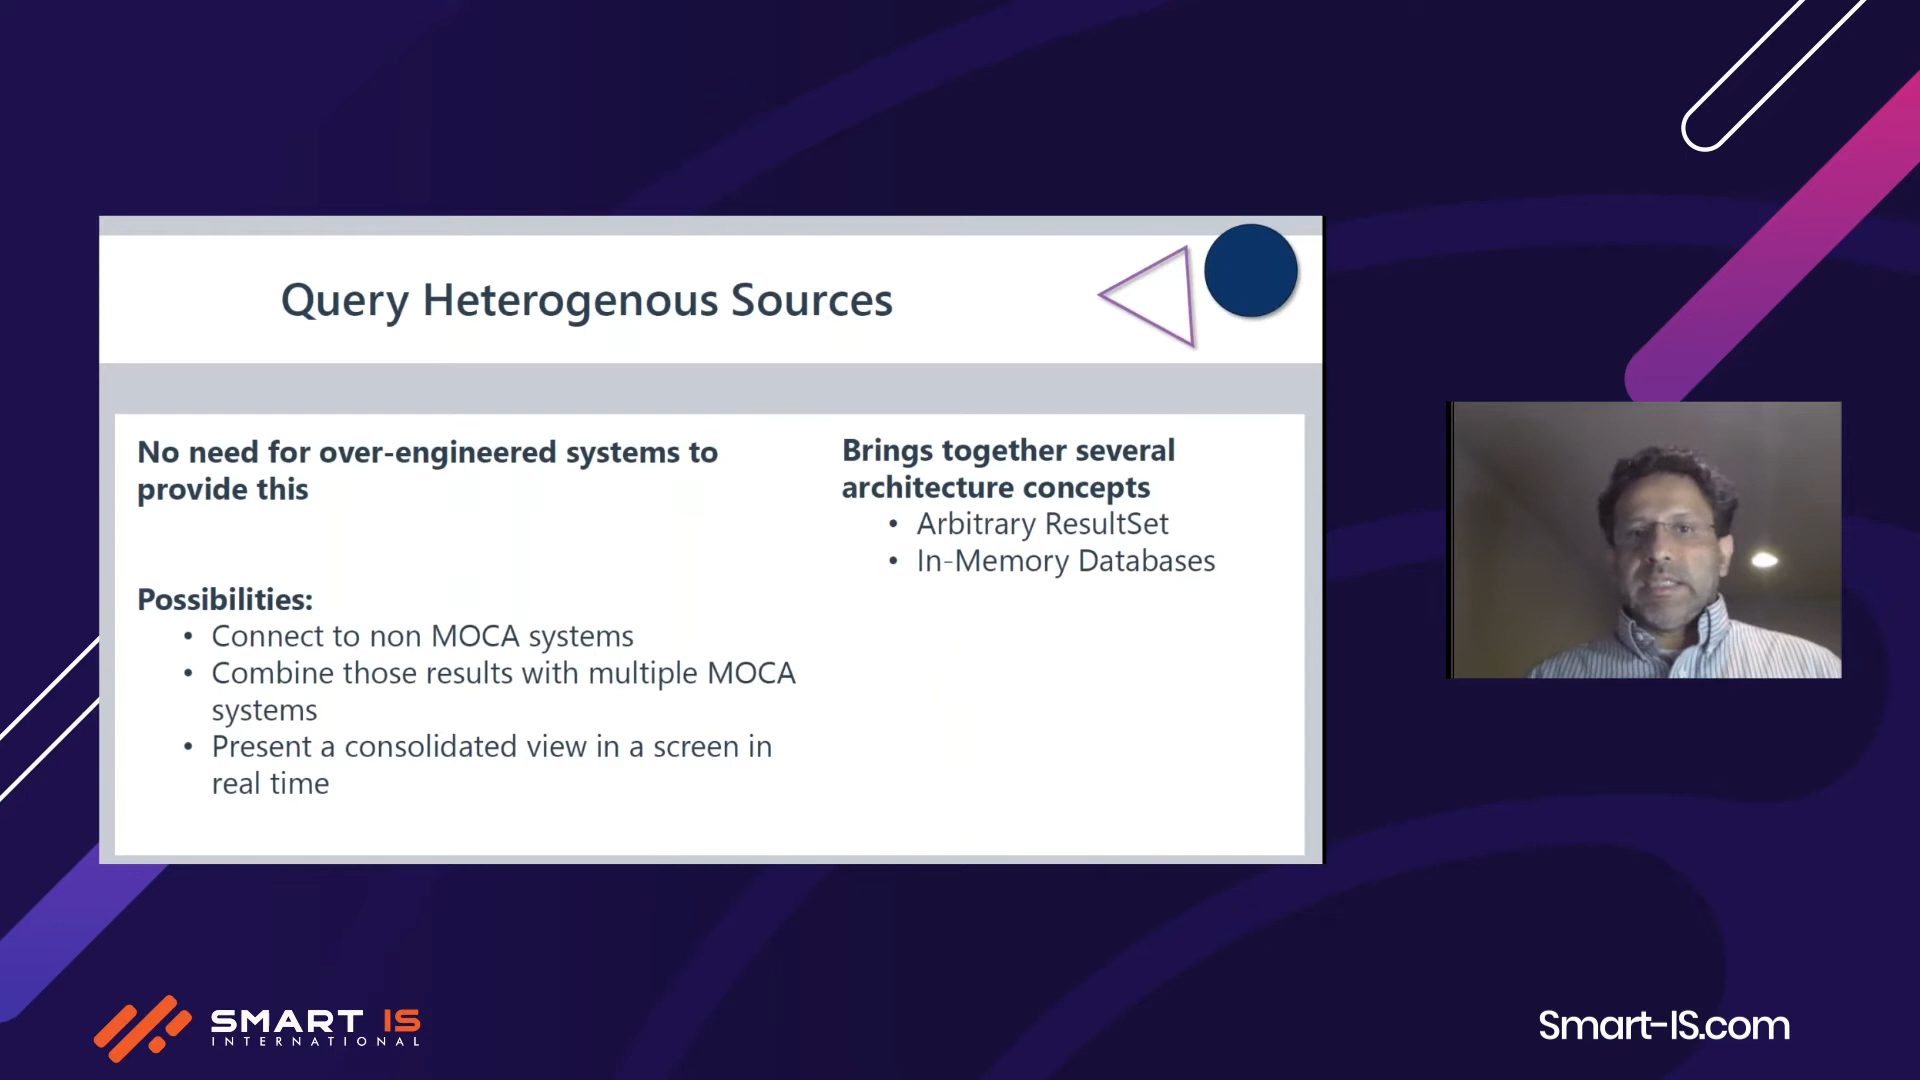 Query Heterogenous Sources
No need for over-engineered systems to
provide this
Possibilities:
• Connect to non MOCA systems
• Combine those results with multiple MOCA
systems
• Present a consolidated view in a screen in
real time
Brings together several
architecture concepts
• Arbitrary ResultSet
• In-Memory Databases
SMART IS
INTERNATIONAL
Smart-IS.com